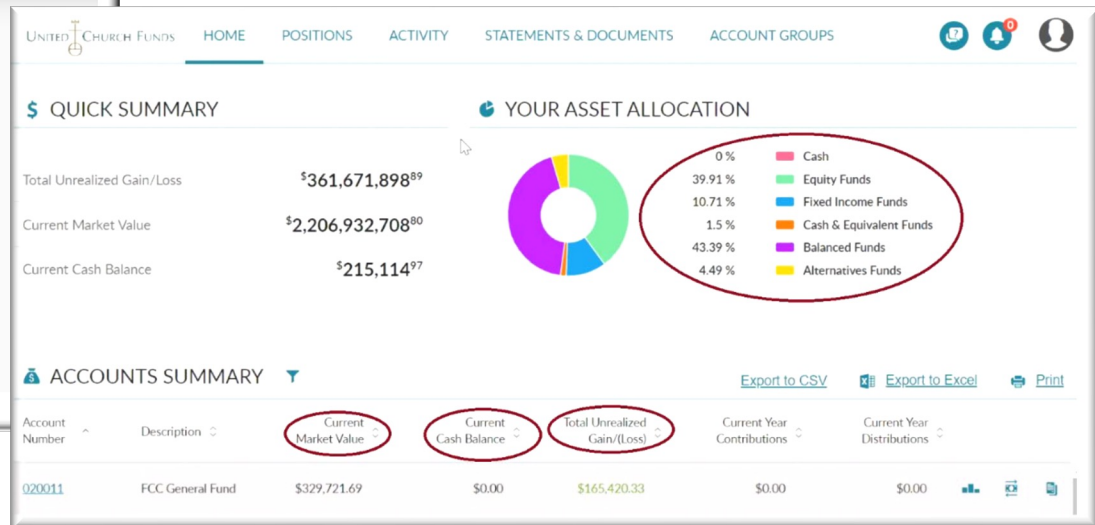 UNITED CHURCH FUNDS HOME POSITIONS ACTIVITY STATEMENTS & DOCUMENTS ACCOUNT GROUPS 0
$ QUICK SUMMARY
Total Unrealized Gain/Loss $361,671,898.89
Current Market Value $2,206,932,708.80
Current Cash Balance $215,114.97
YOUR ASSET ALLOCATION
0 % Cash
39.91 % Equity Funds
10.71 % Fixed Income Funds
1.5 % Cash & Equivalent Funds
43.39 % Balanced Funds
4.49 % Alternatives Funds
$ ACCOUNTS SUMMARY
Export to CSV Export to Excel Print
Account Number Description Current Market Value Current Cash Balance Total Unrealized Gain/(Loss) Current Year Contributions Current Year Distributions
020011 FCC General Fund $329,721.69 $0.00 $165,420.33 $0.00 $0.00